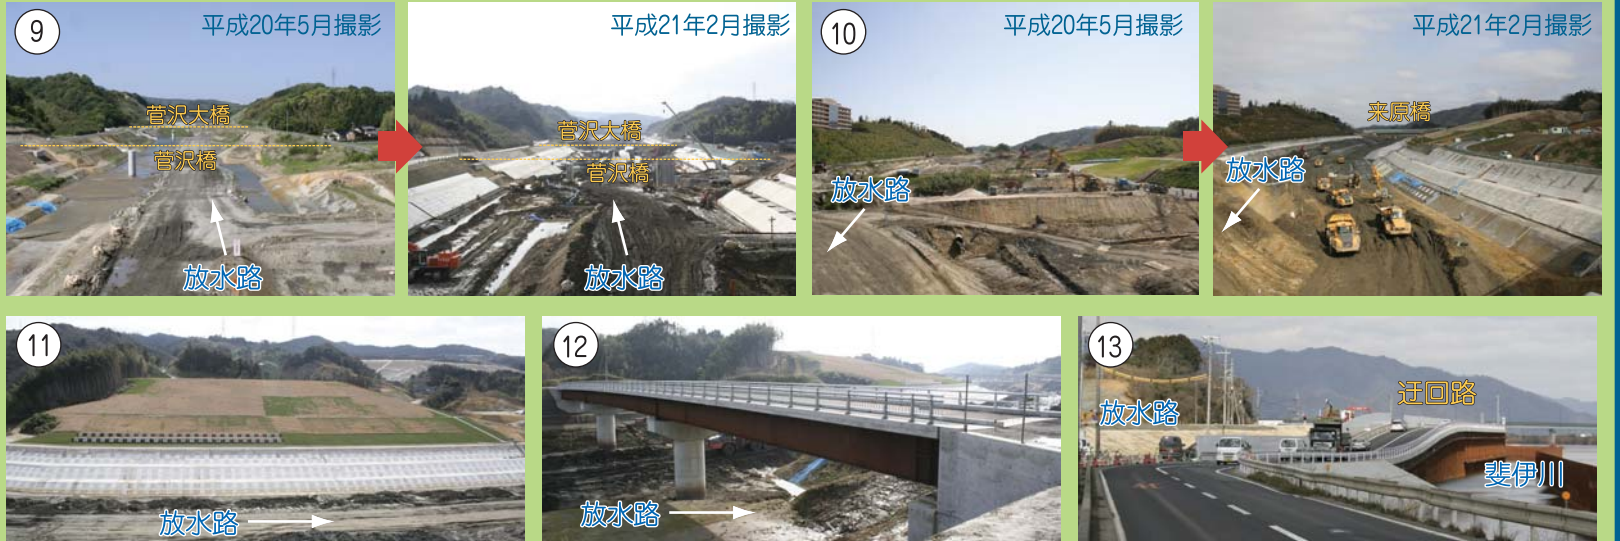 ⑨
平成20年5月撮影
菅沢大橋
菅沢橋
放水路
平成21年2月撮影
菅沢大橋
菅沢橋
放水路
⑩
平成20年5月撮影
放水路
平成21年2月撮影
来原橋
放水路
⑪
放水路
⑫
放水路
⑬
放水路
迂回路
斐伊川